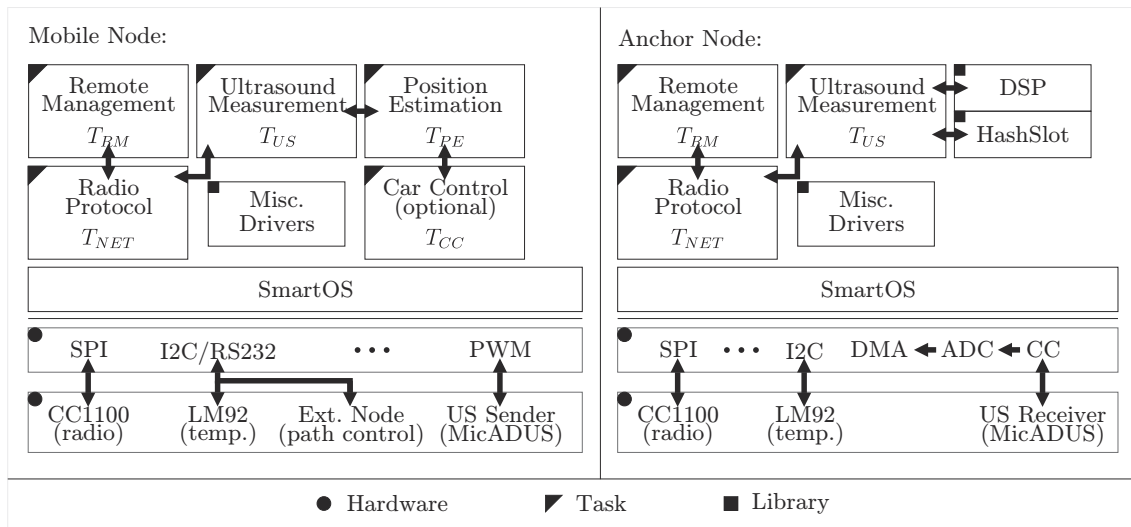 Mobile Node:
Remote
Management
T_RM
Ultrasound
Measurement
T_US
Position
Estimation
T_PE
Radio
Protocol
T_NET
Misc.
Drivers
Car Control
(optional)
T_CC
SmartOS
SPI I2C/RS232 ··· PWM
CC1100
(radio)
LM92
(temp.)
Ext. Node
(path control)
US Sender
(MicADUS)
Anchor Node:
Remote
Management
T_RM
Ultrasound
Measurement
T_US
DSP
HashSlot
Radio
Protocol
T_NET
Misc.
Drivers
SmartOS
SPI ··· I2C DMA ADC CC
CC1100
(radio)
LM92
(temp.)
US Receiver
(MicADUS)
Hardware Task Library